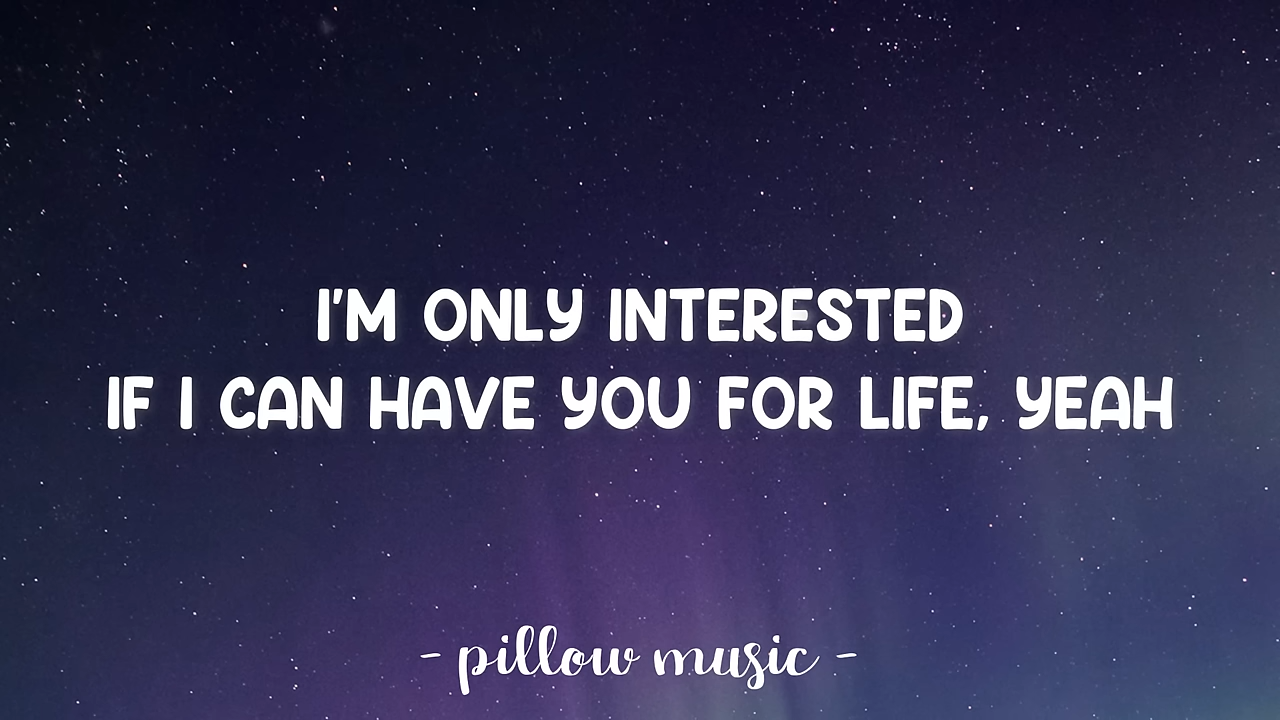 I'M ONLY INTERESTED
IF I CAN HAVE YOU FOR LIFE, YEAH
- pillow music -